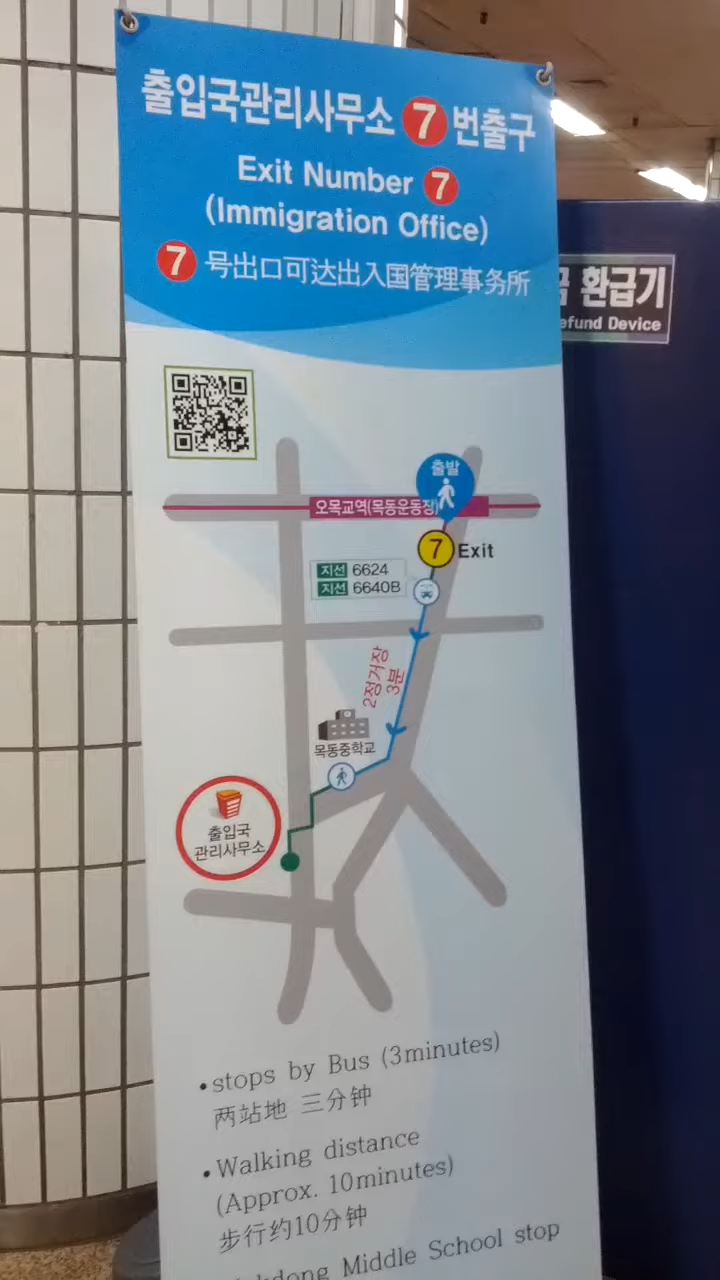 출입국관리사무소 7 번출구
Exit Number 7
(Immigration Office)
7 号出口可达出入国管理事务所
환급기
Device
출발
오목교역(목동운동장)
7 Exit
지선 6624
지선 6640B
2정거장
3분
목동중학교
출입국
관리사무소
•stops by Bus (3minutes)
两站地 三分钟
•Walking distance
(Approx. 10minutes)
步行约10分钟
Middle School stop